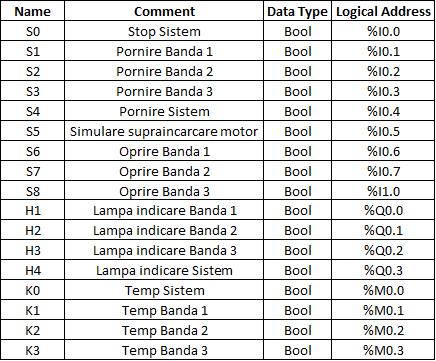 Name Comment Data Type Logical Address
S0 Stop Sistem Bool %I0.0
S1 Pornire Banda 1 Bool %I0.1
S2 Pornire Banda 2 Bool %I0.2
S3 Pornire Banda 3 Bool %I0.3
S4 Pornire Sistem Bool %I0.4
S5 Simulare supraincarcare motor Bool %I0.5
S6 Oprire Banda 1 Bool %I0.6
S7 Oprire Banda 2 Bool %I0.7
S8 Oprire Banda 3 Bool %I1.0
H1 Lampa indicare Banda 1 Bool %Q0.0
H2 Lampa indicare Banda 2 Bool %Q0.1
H3 Lampa indicare Banda 3 Bool %Q0.2
H4 Lampa indicare Sistem Bool %Q0.3
K0 Temp Sistem Bool %M0.0
K1 Temp Banda 1 Bool %M0.1
K2 Temp Banda 2 Bool %M0.2
K3 Temp Banda 3 Bool %M0.3